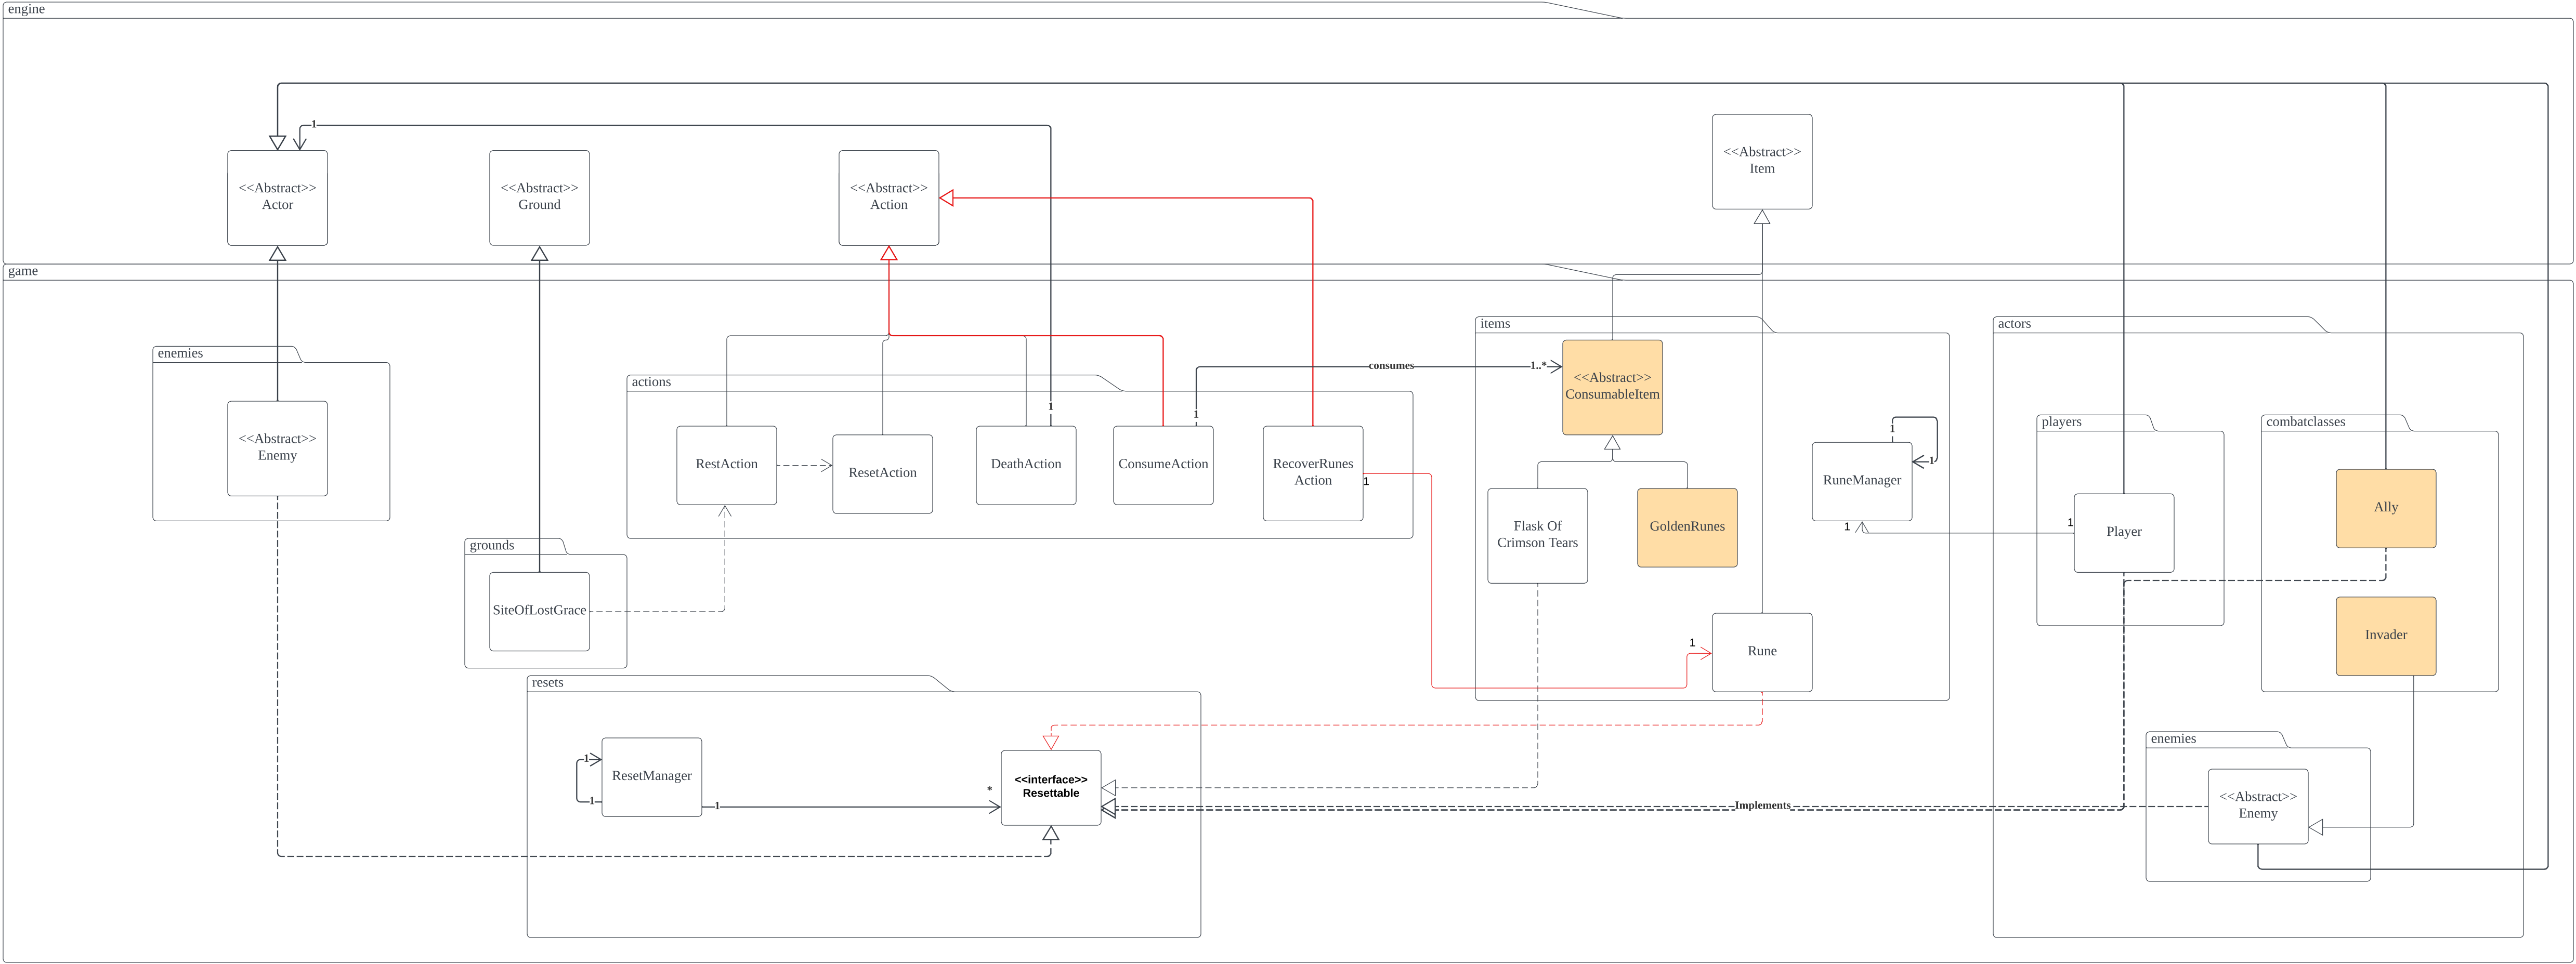 engine
1
<<Abstract>>
Actor
<<Abstract>>
Ground
<<Abstract>>
Action
<<Abstract>>
Item
game
enemies
<<Abstract>>
Enemy
actions
RestAction
ResetAction
1
DeathAction
ConsumeAction
1
consumes
1..*
RecoverRunes
Action
1
grounds
SiteOfLostGrace
items
<<Abstract>>
ConsumableItem
Flask Of
Crimson Tears
GoldenRunes
1
Rune
RuneManager
1
1
1
actors
players
1
Player
combatclasses
Ally
Invader
enemies
<<Abstract>>
Enemy
resets
ResetManager
1
1
1
*
<<interface>>
Resettable
Implements